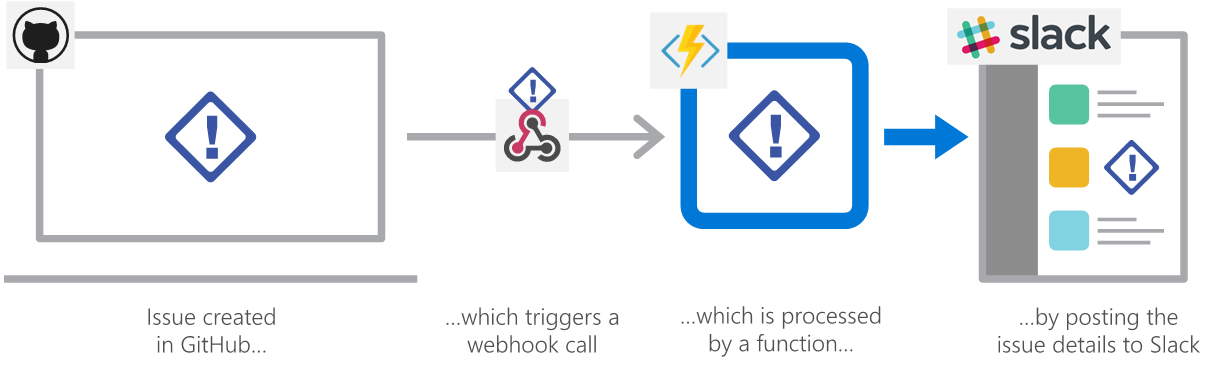 slack
Issue created
in GitHub...
...which triggers a
webhook call
...which is processed
by a function...
...by posting the
issue details to Slack